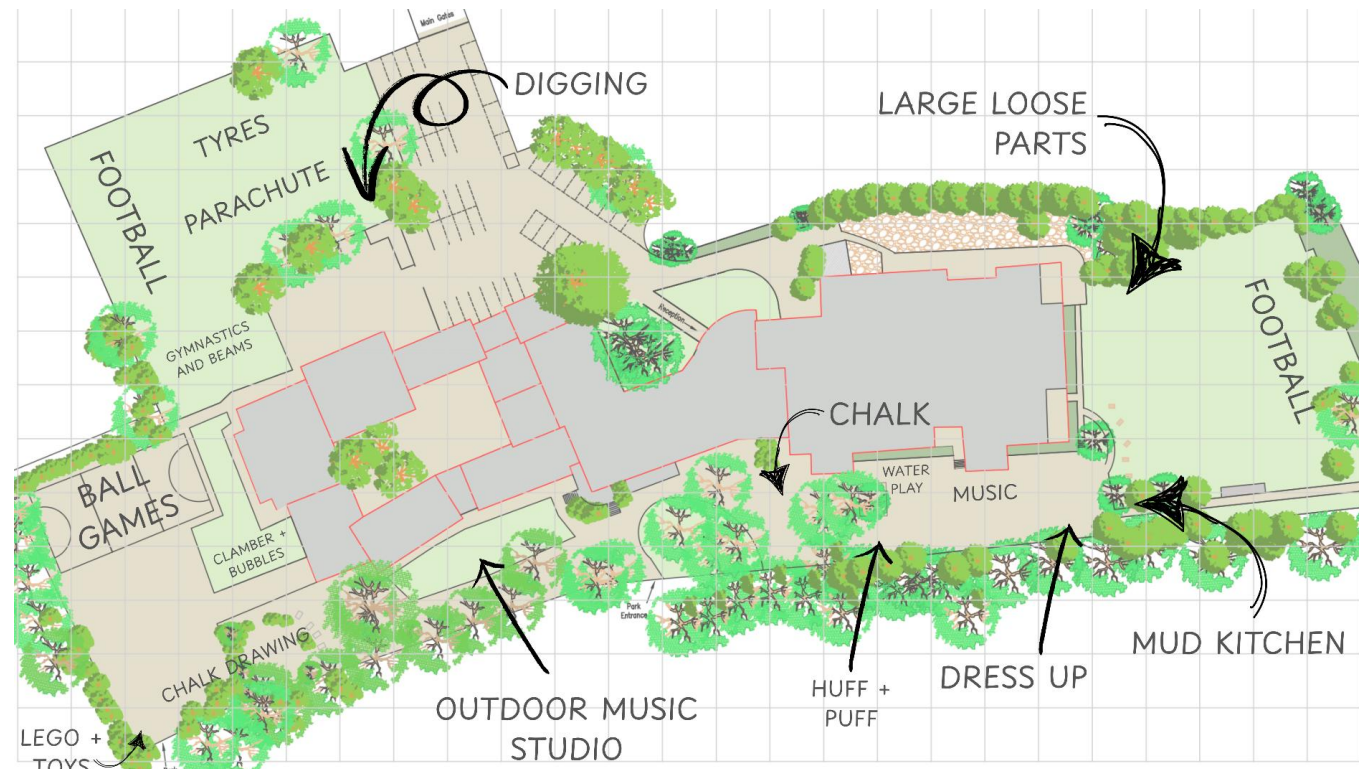 Main Gates
DIGGING
LARGE LOOSE
PARTS
TYRES
PARACHUTE
FOOTBALL
GYMNASTICS
AND BEAMS
Reception
FOOTBALL
CHALK
BALL
GAMES
WATER
PLAY
MUSIC
CLAMBER +
BUBBLES
Park
Entrance
CHALK DRAWING
MUD KITCHEN
DRESS UP
HUFF +
PUFF
OUTDOOR MUSIC
STUDIO
LEGO +
TOYS